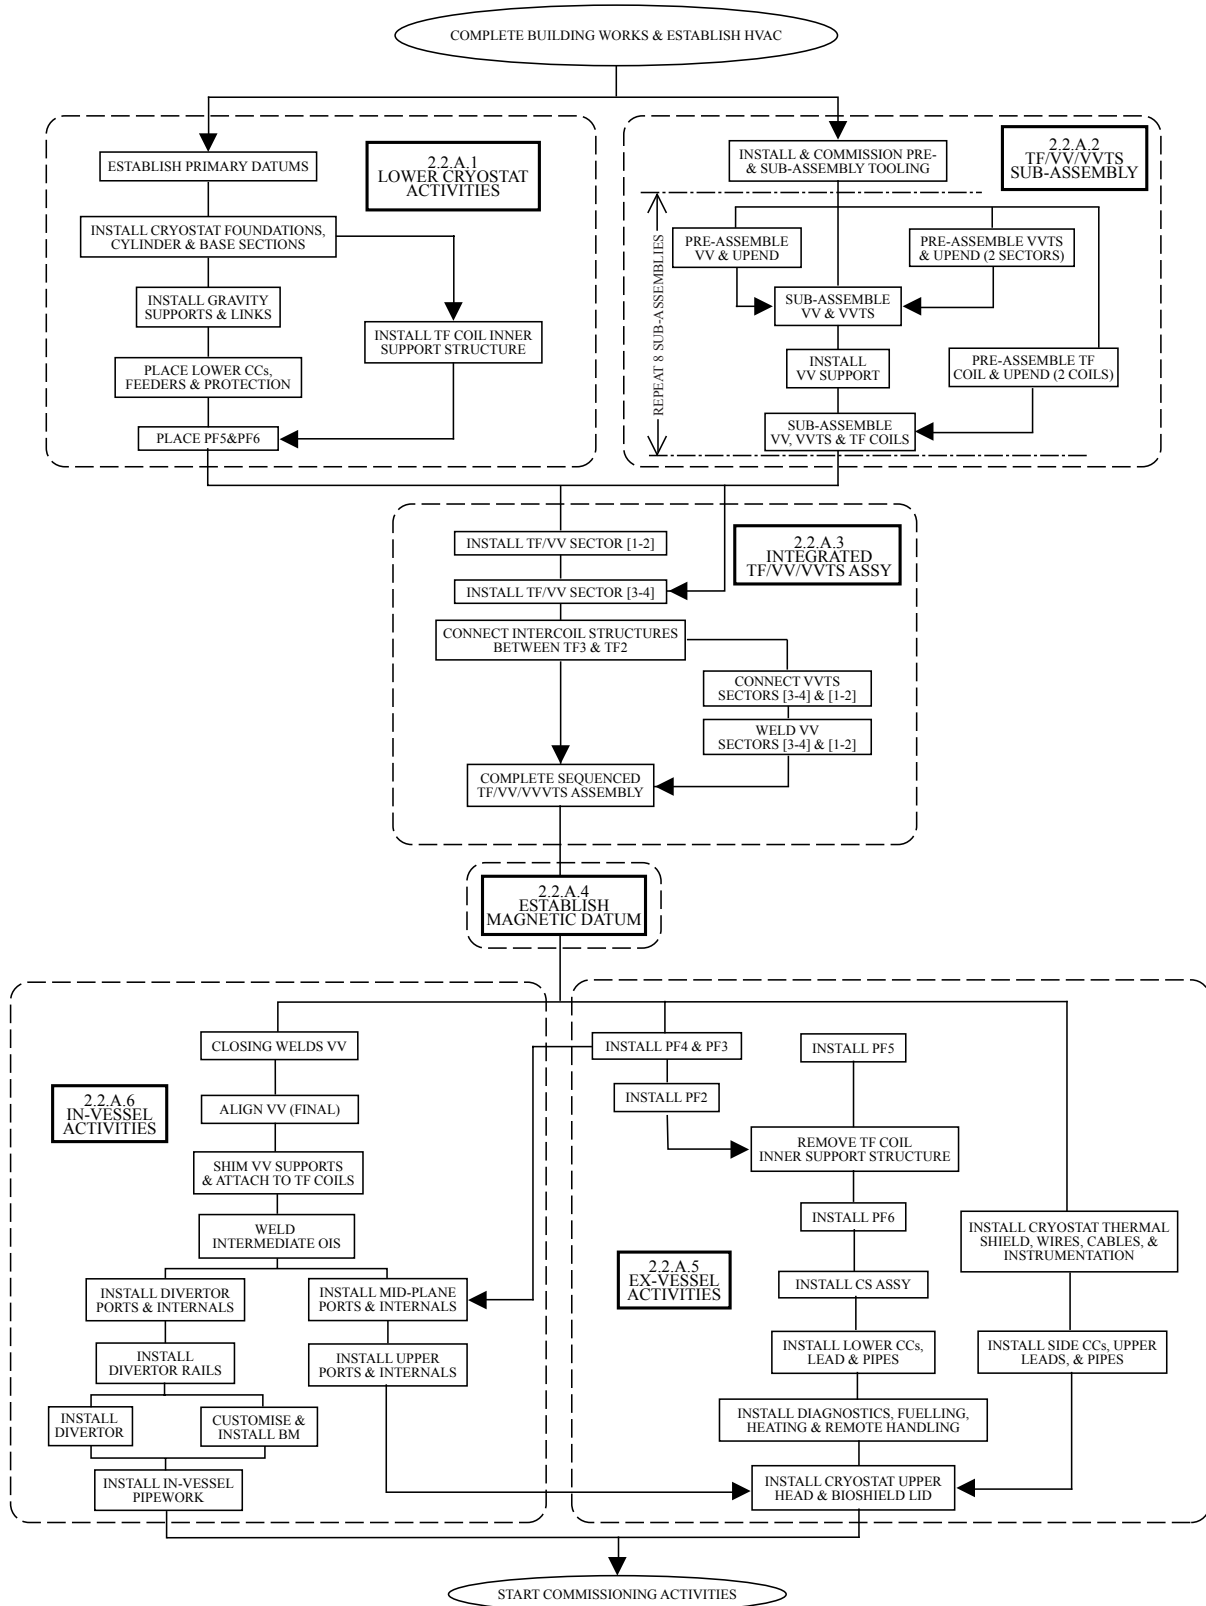 COMPLETE BUILDING WORKS & ESTABLISH HVAC
ESTABLISH PRIMARY DATUMS
2.2.A.1
LOWER CRYOSTAT
ACTIVITIES
INSTALL CRYOSTAT FOUNDATIONS,
CYLINDER & BASE SECTIONS
INSTALL GRAVITY
SUPPORTS & LINKS
INSTALL TF COIL INNER
SUPPORT STRUCTURE
PLACE LOWER CCs,
FEEDERS & PROTECTION
PLACE PF5&PF6
INSTALL & COMMISSION PRE-
& SUB-ASSEMBLY TOOLING
2.2.A.2
TF/VV/VVTS
SUB-ASSEMBLY
REPEAT 8 SUB-ASSEMBLIES
PRE-ASSEMBLE
VV & UPEND
PRE-ASSEMBLE VVTS
& UPEND (2 SECTORS)
SUB-ASSEMBLE
VV & VVTS
INSTALL
VV SUPPORT
PRE-ASSEMBLE TF
COIL & UPEND (2 COILS)
SUB-ASSEMBLE
VV, VVTS & TF COILS
INSTALL TF/VV SECTOR [1-2]
2.2.A.3
INTEGRATED
TF/VV/VVTS ASSY
INSTALL TF/VV SECTOR [3-4]
CONNECT INTERCOIL STRUCTURES
BETWEEN TF3 & TF2
CONNECT VVTS
SECTORS [3-4] & [1-2]
WELD VV
SECTORS [3-4] & [1-2]
COMPLETE SEQUENCED
TF/VV/VVVTS ASSEMBLY
2.2.A.4
ESTABLISH
MAGNETIC DATUM
CLOSING WELDS VV
2.2.A.6
IN-VESSEL
ACTIVITIES
ALIGN VV (FINAL)
SHIM VV SUPPORTS
& ATTACH TO TF COILS
WELD
INTERMEDIATE OIS
INSTALL DIVERTOR
PORTS & INTERNALS
INSTALL MID-PLANE
PORTS & INTERNALS
INSTALL
DIVERTOR RAILS
INSTALL UPPER
PORTS & INTERNALS
INSTALL
DIVERTOR
CUSTOMISE &
INSTALL BM
INSTALL IN-VESSEL
PIPEWORK
INSTALL PF4 & PF3
INSTALL PF5
INSTALL PF2
REMOVE TF COIL
INNER SUPPORT STRUCTURE
INSTALL PF6
INSTALL CRYOSTAT THERMAL
SHIELD, WIRES, CABLES, &
INSTRUMENTATION
2.2.A.5
EX-VESSEL
ACTIVITIES
INSTALL CS ASSY
INSTALL LOWER CCs,
LEAD & PIPES
INSTALL SIDE CCs, UPPER
LEADS, & PIPES
INSTALL DIAGNOSTICS, FUELLING,
HEATING & REMOTE HANDLING
INSTALL CRYOSTAT UPPER
HEAD & BIOSHIELD LID
START COMMISSIONING ACTIVITIES